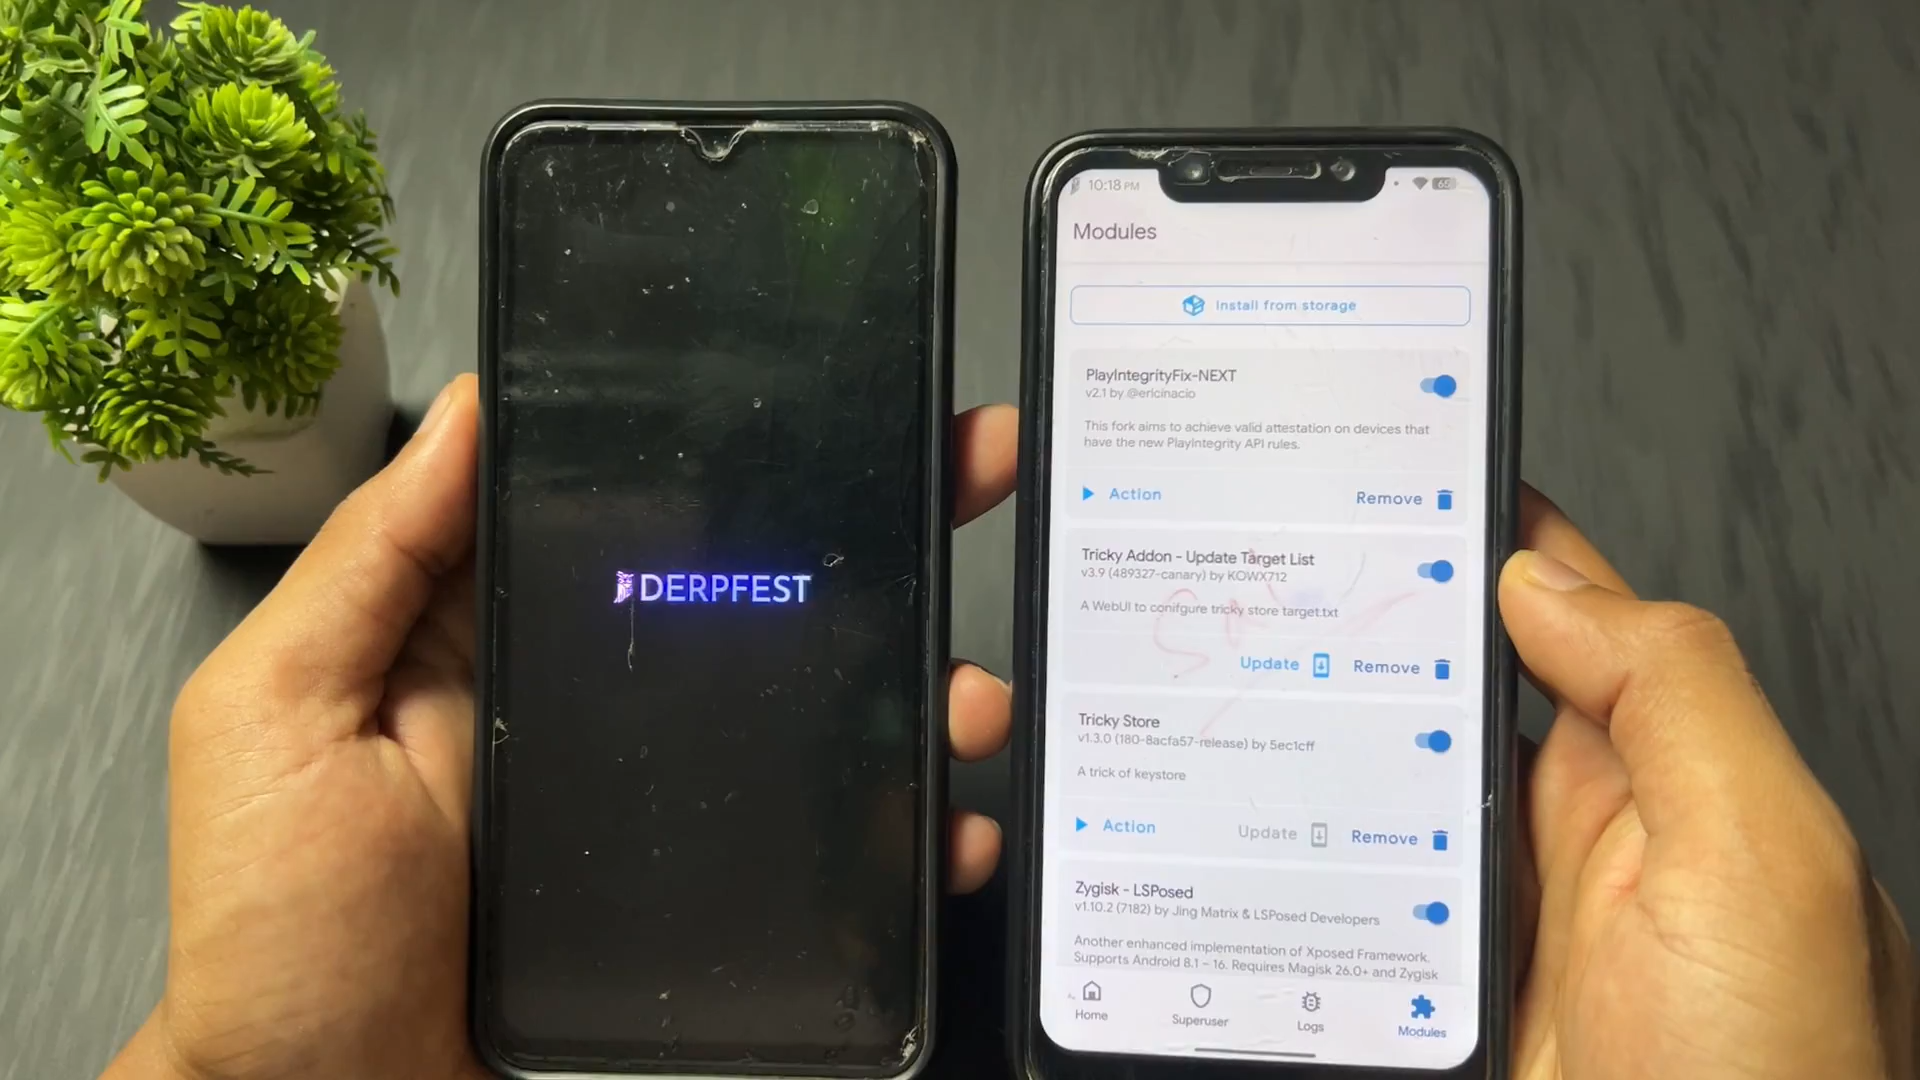 DERPFEST
10:18 PM
65
Modules
Install from storage
PlayIntegrityFix-NEXT
v2.1 by @ericinacio
This fork aims to achieve valid attestation on devices that
have the new PlayIntegrity API rules.
Action
Remove
Tricky Addon - Update Target List
v3.9 (489327-canary) by KOWX712
A WebUI to conifgure tricky store target.txt
Update
Remove
Tricky Store
v1.3.0 (180-8acfa57-release) by 5ec1cff
A trick of keystore
Action
Update
Remove
Zygisk - LSPosed
v1.10.2 (7182) by Jing Matrix & LSPosed Developers
Another enhanced implementation of Xposed Framework.
Supports Android 8.1 ~ 16. Requires Magisk 26.0+ and Zygisk
Home
Superuser
Logs
Modules